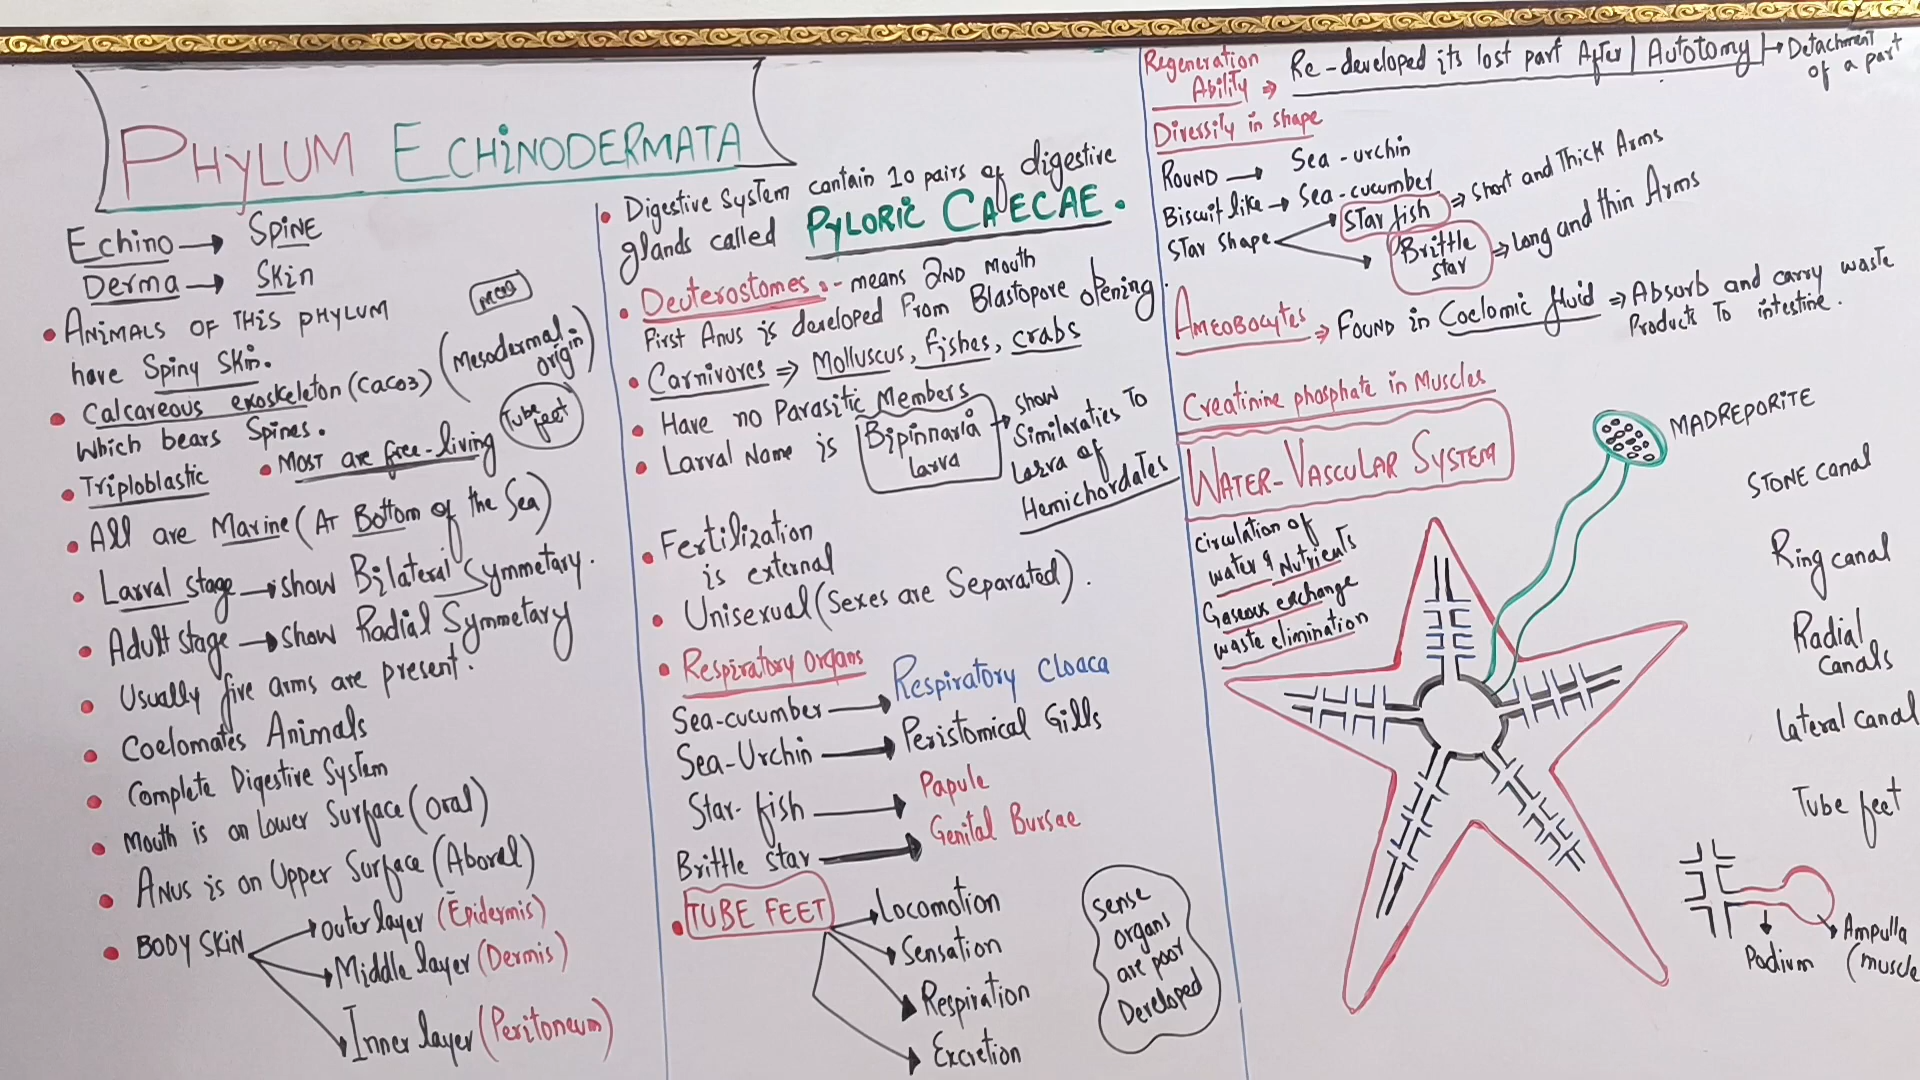 PHYLUM ECHINODERMATA
Echino → SPINE
Derma → SKin
• ANIMALS OF THIS PHYLUM
have Spiny SKin.
• Calcareous exoskeleton (CaCO3) (Mesodermal origin)
MCQ
Which bears Spines.
Tube feet
• Triploblastic • MOST are free-living
• All are Marine (AT Bottom of the Sea)
• Larval stage → show Bilateral Symmetary.
• Adult stage → show Radial Symmetary
• Usually five arms are present.
• Coelomates Animals
• Complete Digestive System
• Mouth is on Lower Surface (Oral)
• ANUS is on Upper Surface (Aboral)
• BODY SKIN
→ outer layer (Epidermis)
→ Middle layer (Dermis)
→ Inner layer (Peritoneum)
• Digestive System contain 10 pairs of digestive
glands called PYLORIC CAECAE.
• Deuterostomes :- means 2ND Mouth
First Anus is developed From Blastopore opening.
• Carnivores ⇒ Molluscus, fishes, crabs
• Have no Parasitic Members
• Larval Name is Bipinnaria Larva
→ show
Similaraties To
Larva of
Hemichordates
• Fertilization
is external
• Unisexual (Sexes are Separated).
• Respiratory organs
Sea-cucumber → Respiratory Cloaca
Sea-Urchin → Peristomical Gills
Star-fish → Papule
Brittle star → Genital Bursae
• TUBE FEET
→ Locomotion
→ Sensation
→ Respiration
→ Excretion
Sense
organs
are poor
Developed
Regeneration
Ability ⇒ Re-developed its lost part After Autotomy → Detachment
of a part
Diversity in shape
ROUND → Sea-urchin
Biscuit like → Sea-cucumber
STAR Shape → STar fish ⇒ Short and Thick Arms
→ Brittle star ⇒ Long and thin Arms
AMEOBOCYTES ⇒ FOUND in Coelomic fluid ⇒ Absorb and carry waste
Products To intestine.
Creatinine phosphate in Muscles
WATER-VASCULAR SYSTEM
Circulation of
water & Nutrients
Gaseous exchange
waste elimination
MADREPORITE
STONE canal
Ring canal
Radial
canals
Lateral canal
Tube feet
Podium
Ampulla
(muscle